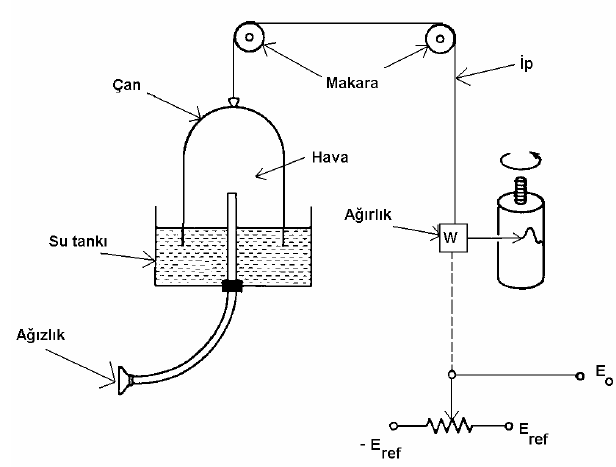 Çan
Makara
İp
Hava
Ağırlık
W
Su tankı
Ağızlık
E
o
- E
ref
E
ref